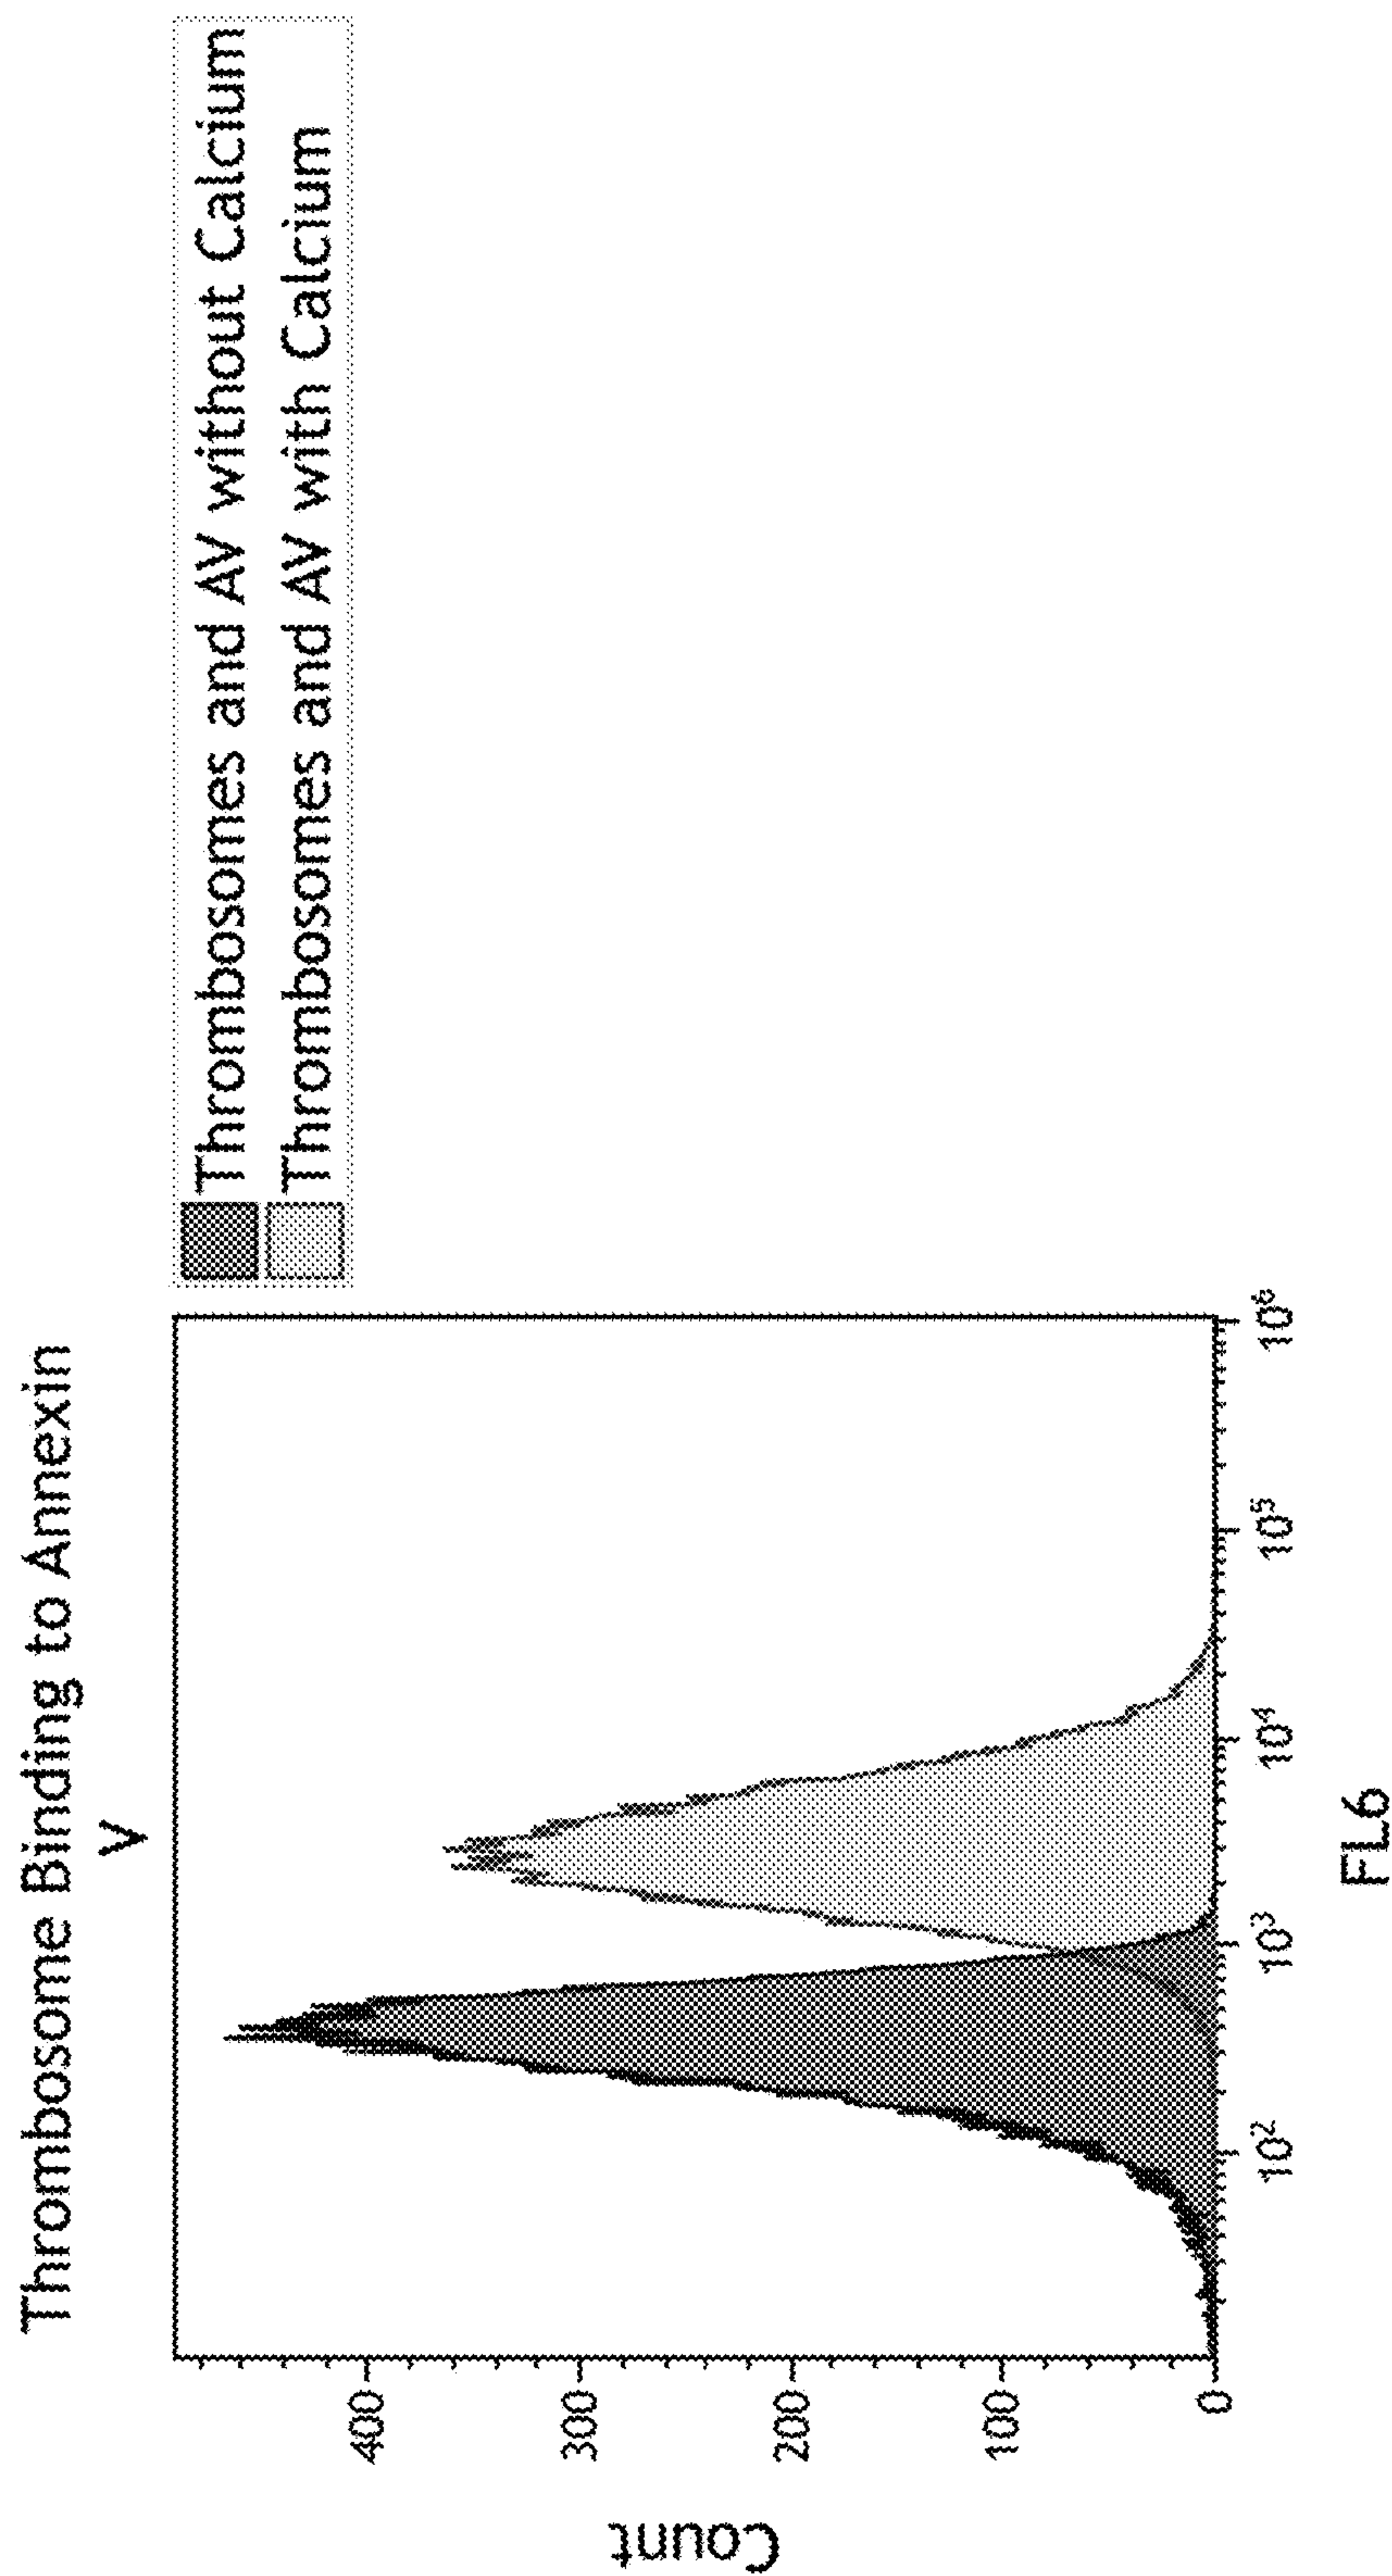 Thrombosome Binding to Annexin
V
Thrombosomes and AV without Calcium
Thrombosomes and AV with Calcium
Count
400
300
200
100
0
10²
10³
10⁴
10⁵
10⁶
FL6